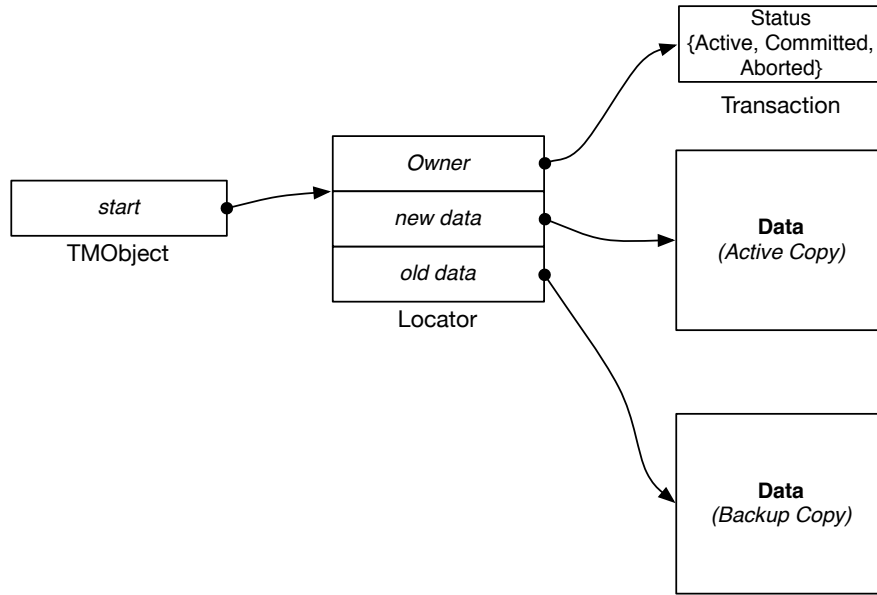 Status
{Active, Committed,
Aborted}
Transaction
Owner
start
new data
TMObject
old data
Locator
Data
(Active Copy)
Data
(Backup Copy)